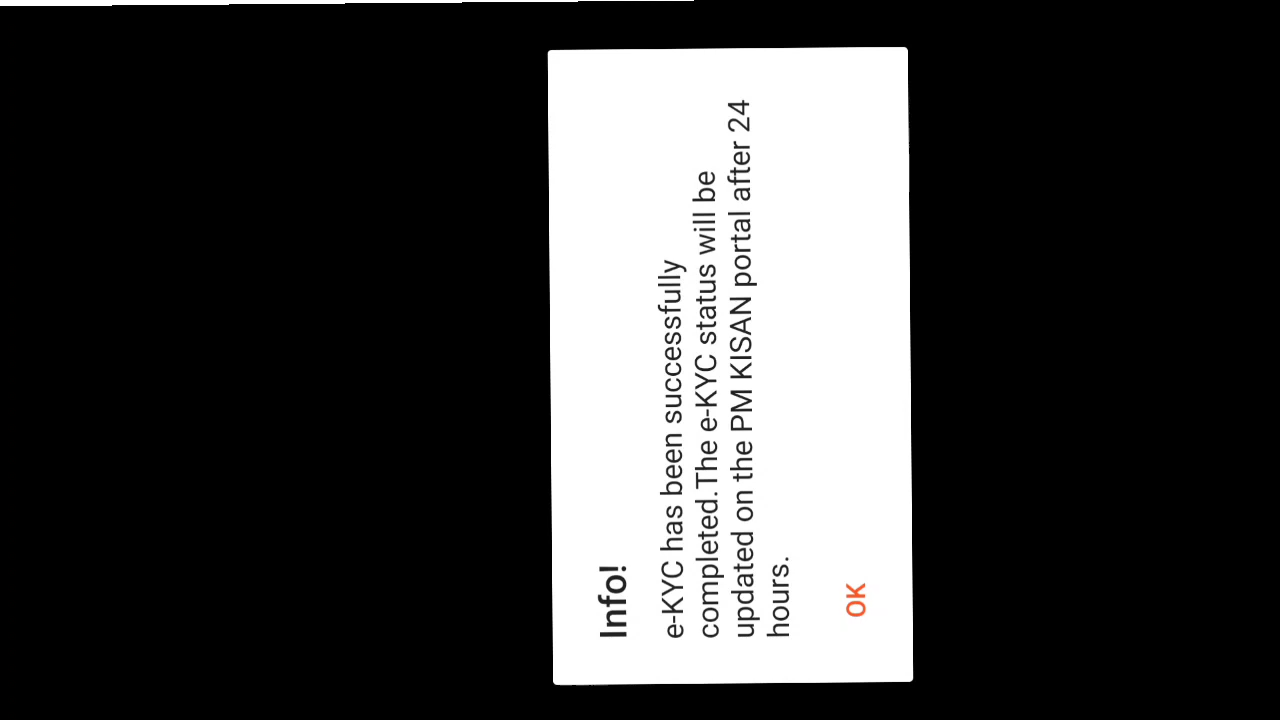 Info!
e-KYC has been successfully
completed.The e-KYC status will be
updated on the PM KISAN portal after 24
hours.
OK